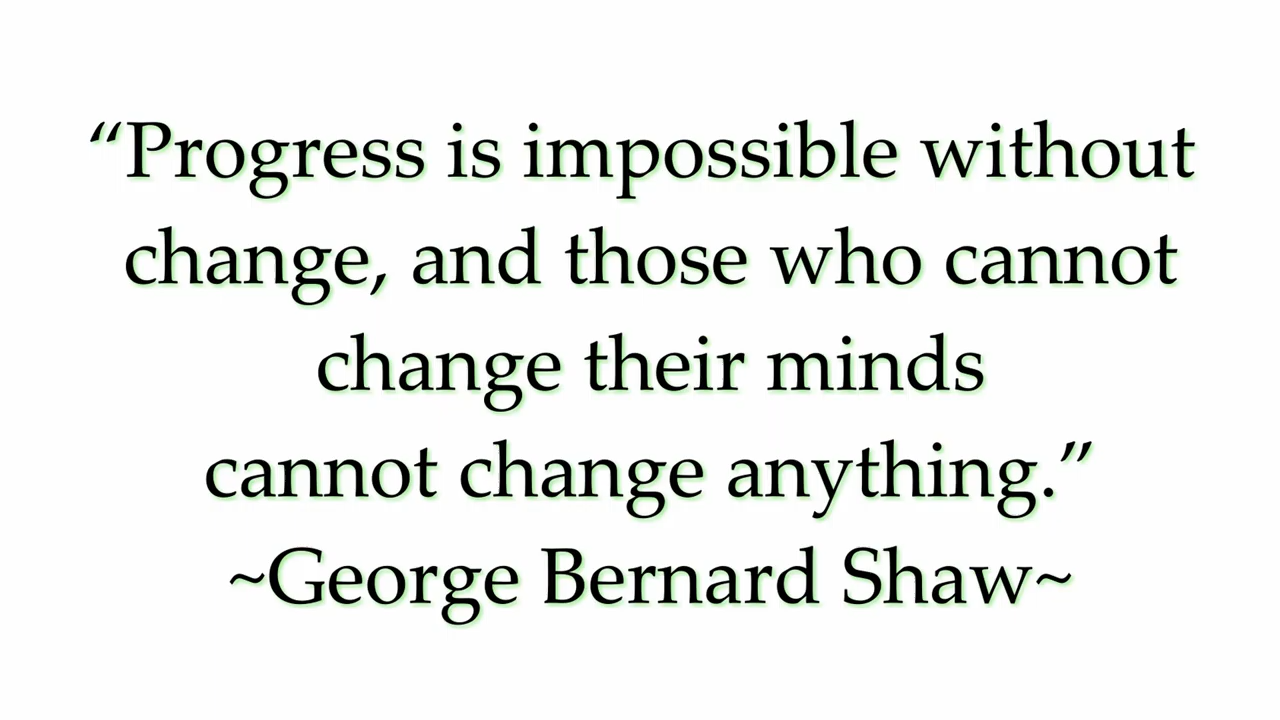 “Progress is impossible without
change, and those who cannot
change their minds
cannot change anything.”
~George Bernard Shaw~